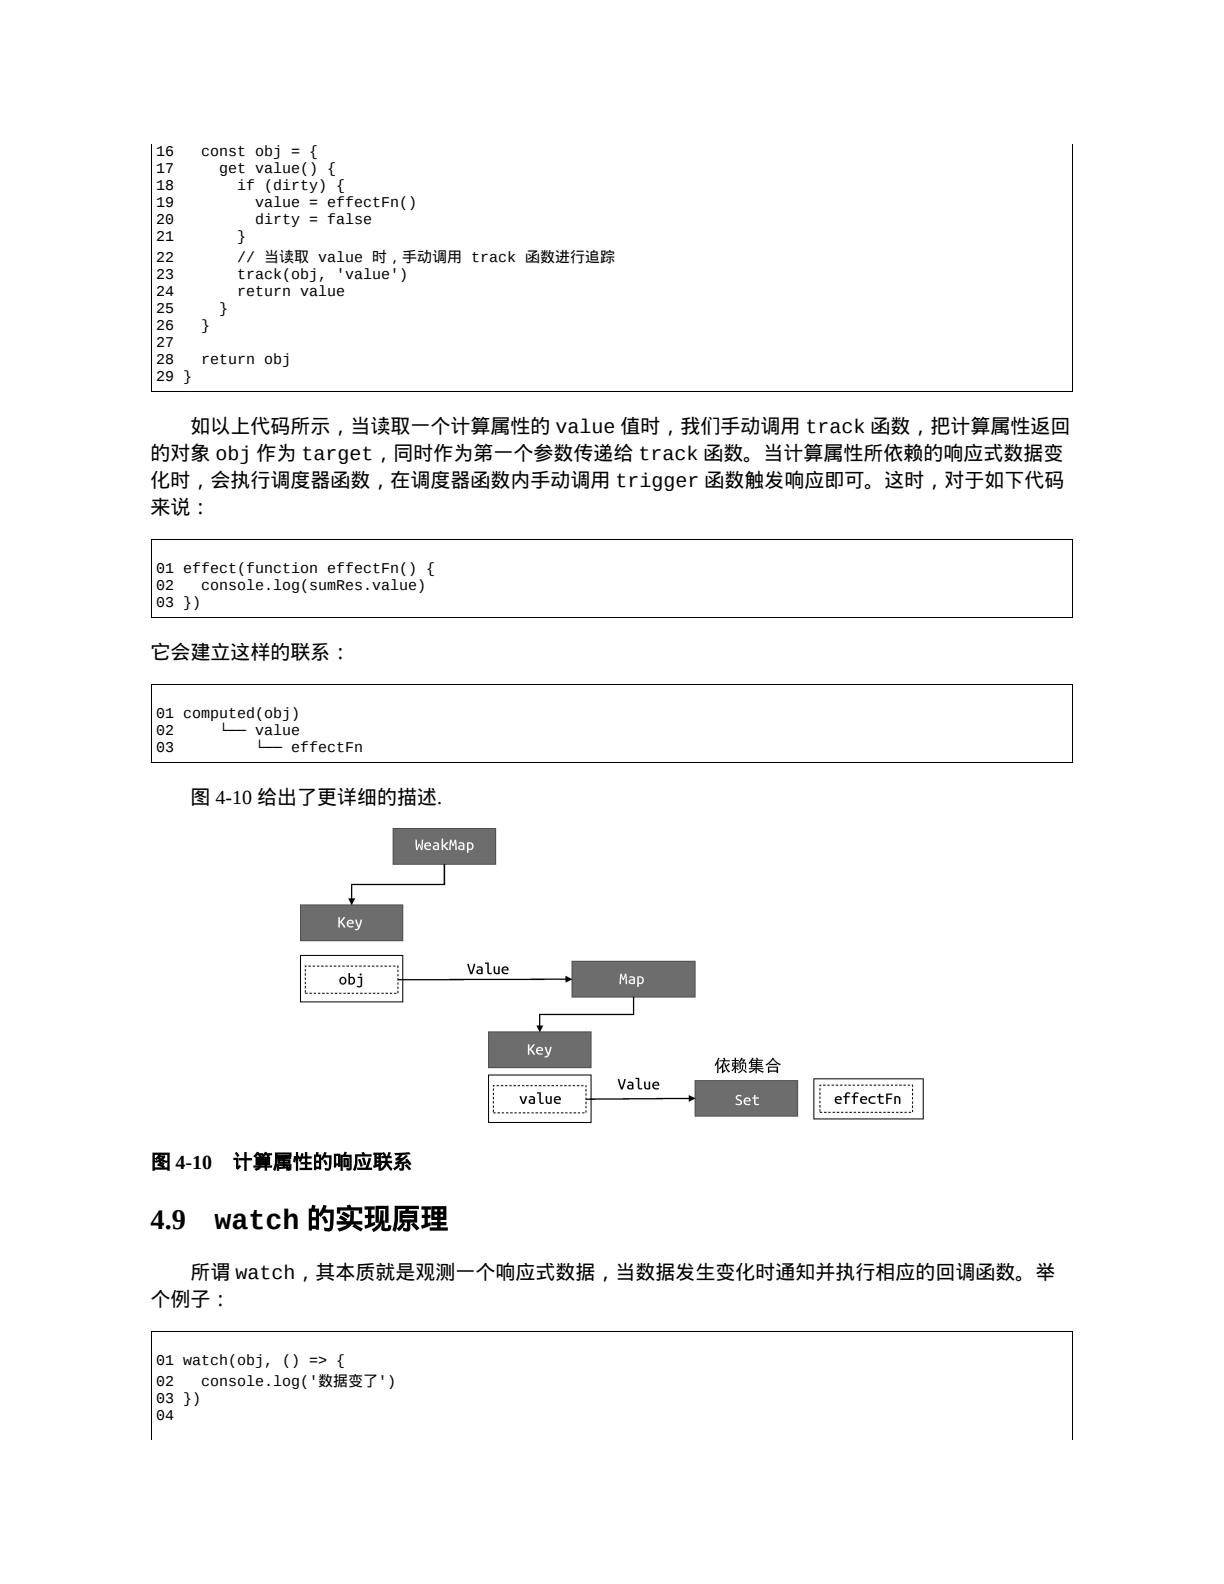 16   const obj = {
17     get value() {
18       if (dirty) {
19         value = effectFn()
20         dirty = false
21       }
22       // 当读取 value 时，手动调用 track 函数进行追踪
23       track(obj, 'value')
24       return value
25     }
26   }
27
28   return obj
29 }
如以上代码所示，当读取一个计算属性的 value 值时，我们手动调用 track 函数，把计算属性返回
的对象 obj 作为 target，同时作为第一个参数传递给 track 函数。当计算属性所依赖的响应式数据变
化时，会执行调度器函数，在调度器函数内手动调用 trigger 函数触发响应即可。这时，对于如下代码
来说：
01 effect(function effectFn() {
02   console.log(sumRes.value)
03 })
它会建立这样的联系：
01 computed(obj)
02     └── value
03         └── effectFn
图 4-10 给出了更详细的描述.
WeakMap
Key
obj
Value
Map
Key
依赖集合
value
Value
Set
effectFn
图 4-10　计算属性的响应联系
4.9　watch 的实现原理
所谓 watch，其本质就是观测一个响应式数据，当数据发生变化时通知并执行相应的回调函数。举
个例子：
01 watch(obj, () => {
02   console.log('数据变了')
03 })
04